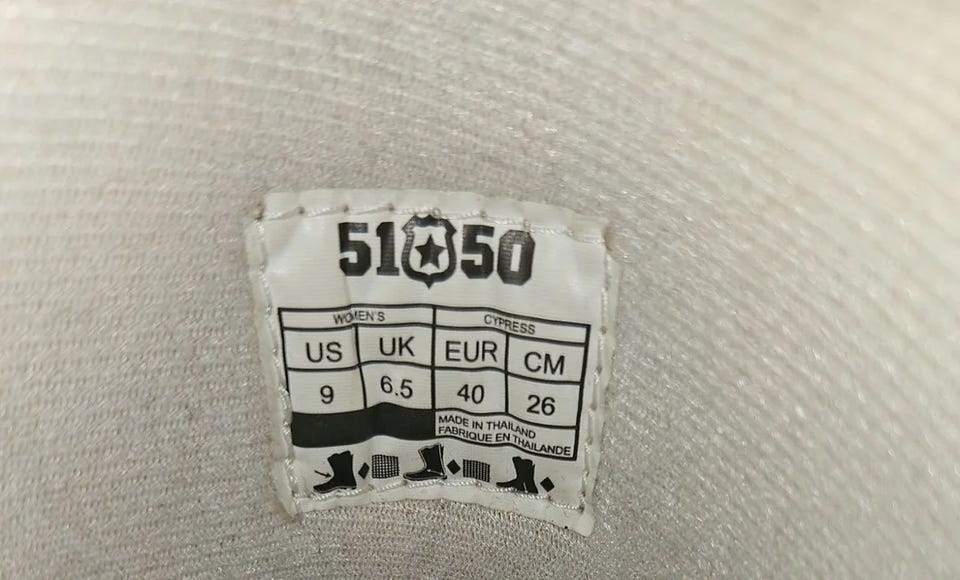 51 50
WOMEN'S CYPRESS
US UK EUR CM
9 6.5 40 26
MADE IN THAILAND
FABRIQUE EN THAILANDE